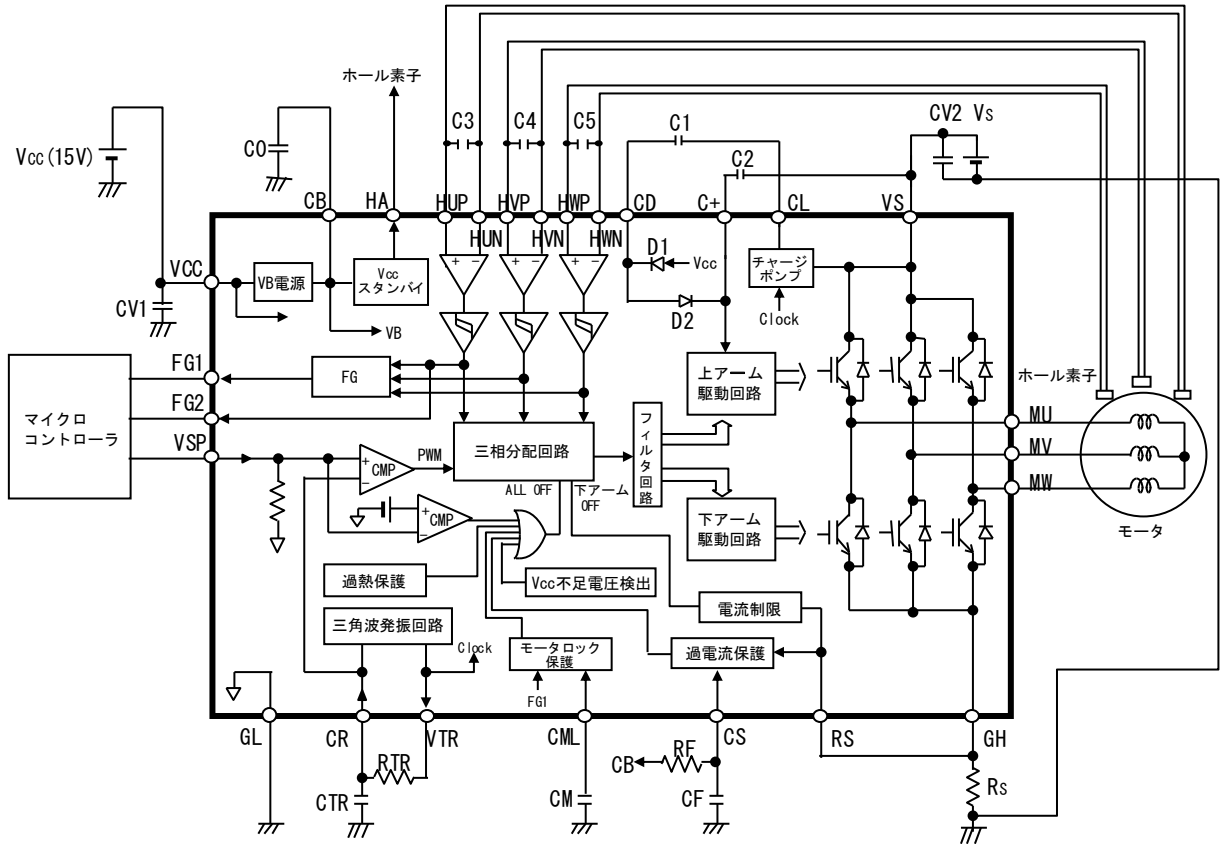 ホール素子
C3
C4
C5
C1
CV2 VS
VCC(15V)
C0
C2
CB
HA
HUP
HVP
HWP
CD
C+
CL
VS
HUN
HVN
HWN
VCC
VB電源
VCC
スタンバイ
+ −
+ −
+ −
D1
VCC
チャージ
ポンプ
CV1
VB
D2
Clock
FG1
FG
上アーム
駆動回路
ホール素子
マイクロ
コントローラ
FG2
フィルタ回路
MU
VSP
+
−
CMP
PWM
三相分配回路
MV
ALL OFF
下アーム
OFF
MW
+
−
CMP
下アーム
駆動回路
モータ
過熱保護
VCC不足電圧検出
電流制限
三角波発振回路
Clock
モータロック
保護
過電流保護
FG1
GL
CR
VTR
CML
CS
RS
GH
RTR
CB
RF
RS
CTR
CM
CF